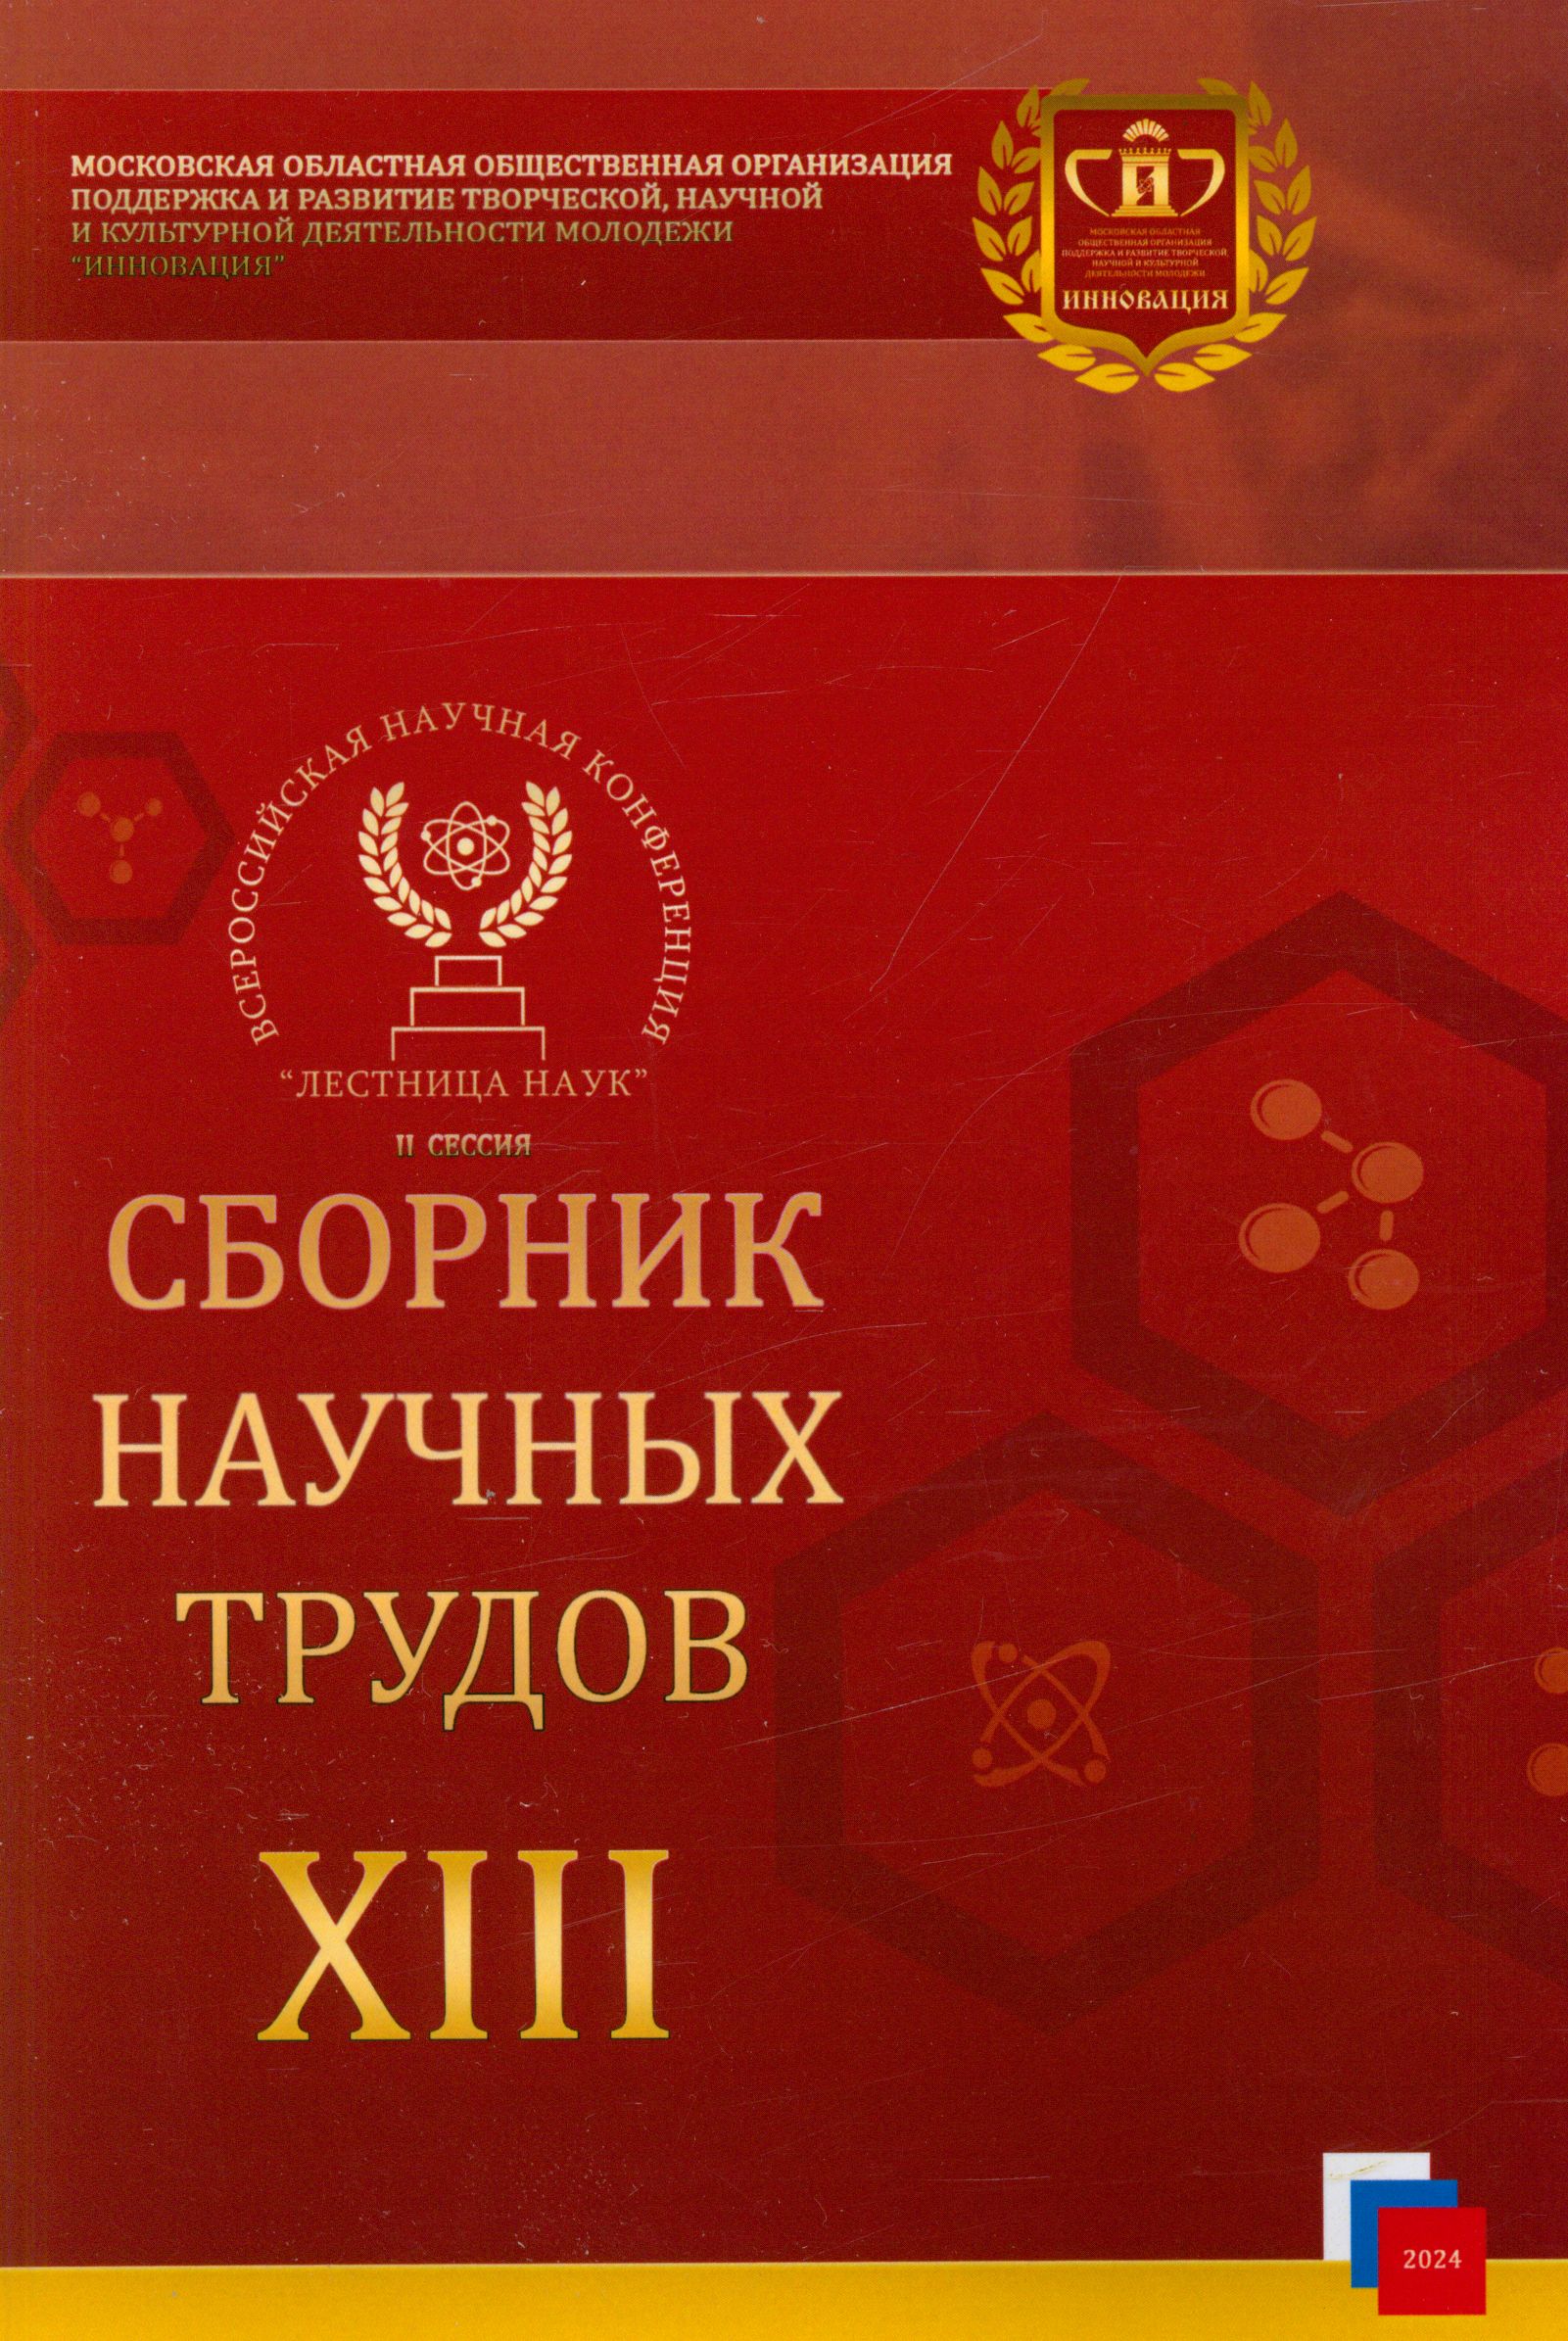 МОСКОВСКАЯ ОБЛАСТНАЯ ОБЩЕСТВЕННАЯ ОРГАНИЗАЦИЯ
ПОДДЕРЖКА И РАЗВИТИЕ ТВОРЧЕСКОЙ, НАУЧНОЙ
И КУЛЬТУРНОЙ ДЕЯТЕЛЬНОСТИ МОЛОДЕЖИ
“ИННОВАЦИЯ”
И
МОСКОВСКАЯ ОБЛАСТНАЯ
ОБЩЕСТВЕННАЯ ОРГАНИЗАЦИЯ
ПОДДЕРЖКА И РАЗВИТИЕ ТВОРЧЕСКОЙ,
НАУЧНОЙ И КУЛЬТУРНОЙ
ДЕЯТЕЛЬНОСТИ МОЛОДЕЖИ
ИННОВАЦИЯ
ВСЕРОССИЙСКАЯ НАУЧНАЯ КОНФЕРЕНЦИЯ
“ЛЕСТНИЦА НАУК”
II СЕССИЯ
СБОРНИК
НАУЧНЫХ
ТРУДОВ
XIII
2024